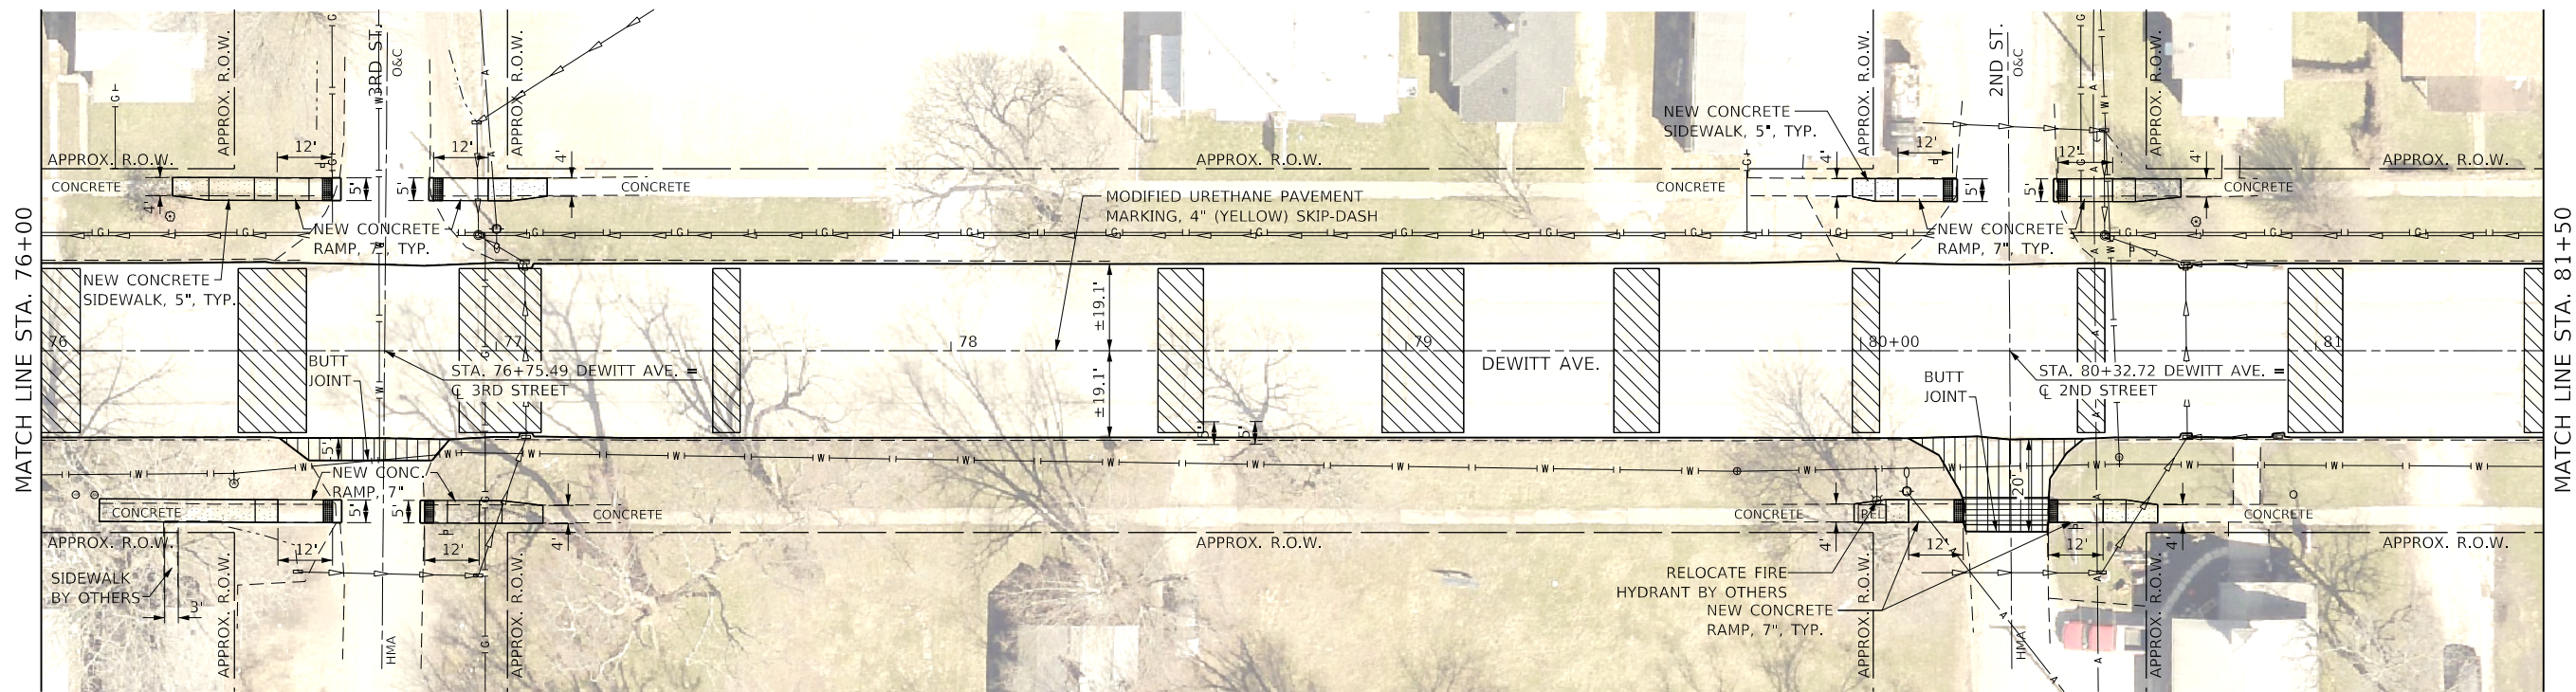 MATCH LINE STA. 76+00
3RD ST.
O&C
APPROX. R.O.W.
APPROX. R.O.W.
APPROX. R.O.W.
CONCRETE
12'
12'
4'
5'
5'
4'
CONCRETE
NEW CONCRETE
RAMP, 7", TYP.
NEW CONCRETE
SIDEWALK, 5", TYP.
APPROX. R.O.W.
MODIFIED URETHANE PAVEMENT
MARKING, 4" (YELLOW) SKIP-DASH
NEW CONCRETE
SIDEWALK, 5", TYP.
APPROX. R.O.W.
2ND ST.
O&C
APPROX. R.O.W.
APPROX. R.O.W.
CONCRETE
4'
12'
5'
5'
12'
4'
CONCRETE
NEW CONCRETE
RAMP, 7", TYP.
±19.1'
±19.1'
76
77
78
79
80+00
81
DEWITT AVE.
BUTT
JOINT
STA. 76+75.49 DEWITT AVE. =
℄ 3RD STREET
BUTT
JOINT
STA. 80+32.72 DEWITT AVE. =
℄ 2ND STREET
5'
5'
5'
NEW CONC.
RAMP, 7"
CONCRETE
5'
5'
CONCRETE
4'
12'
12'
APPROX. R.O.W.
SIDEWALK
BY OTHERS
3'
APPROX. R.O.W.
HMA
APPROX. R.O.W.
APPROX. R.O.W.
CONCRETE
REL
20'
CONCRETE
4'
12'
12'
4'
APPROX. R.O.W.
RELOCATE FIRE
HYDRANT BY OTHERS
NEW CONCRETE
RAMP, 7", TYP.
APPROX. R.O.W.
HMA
APPROX. R.O.W.
MATCH LINE STA. 81+50